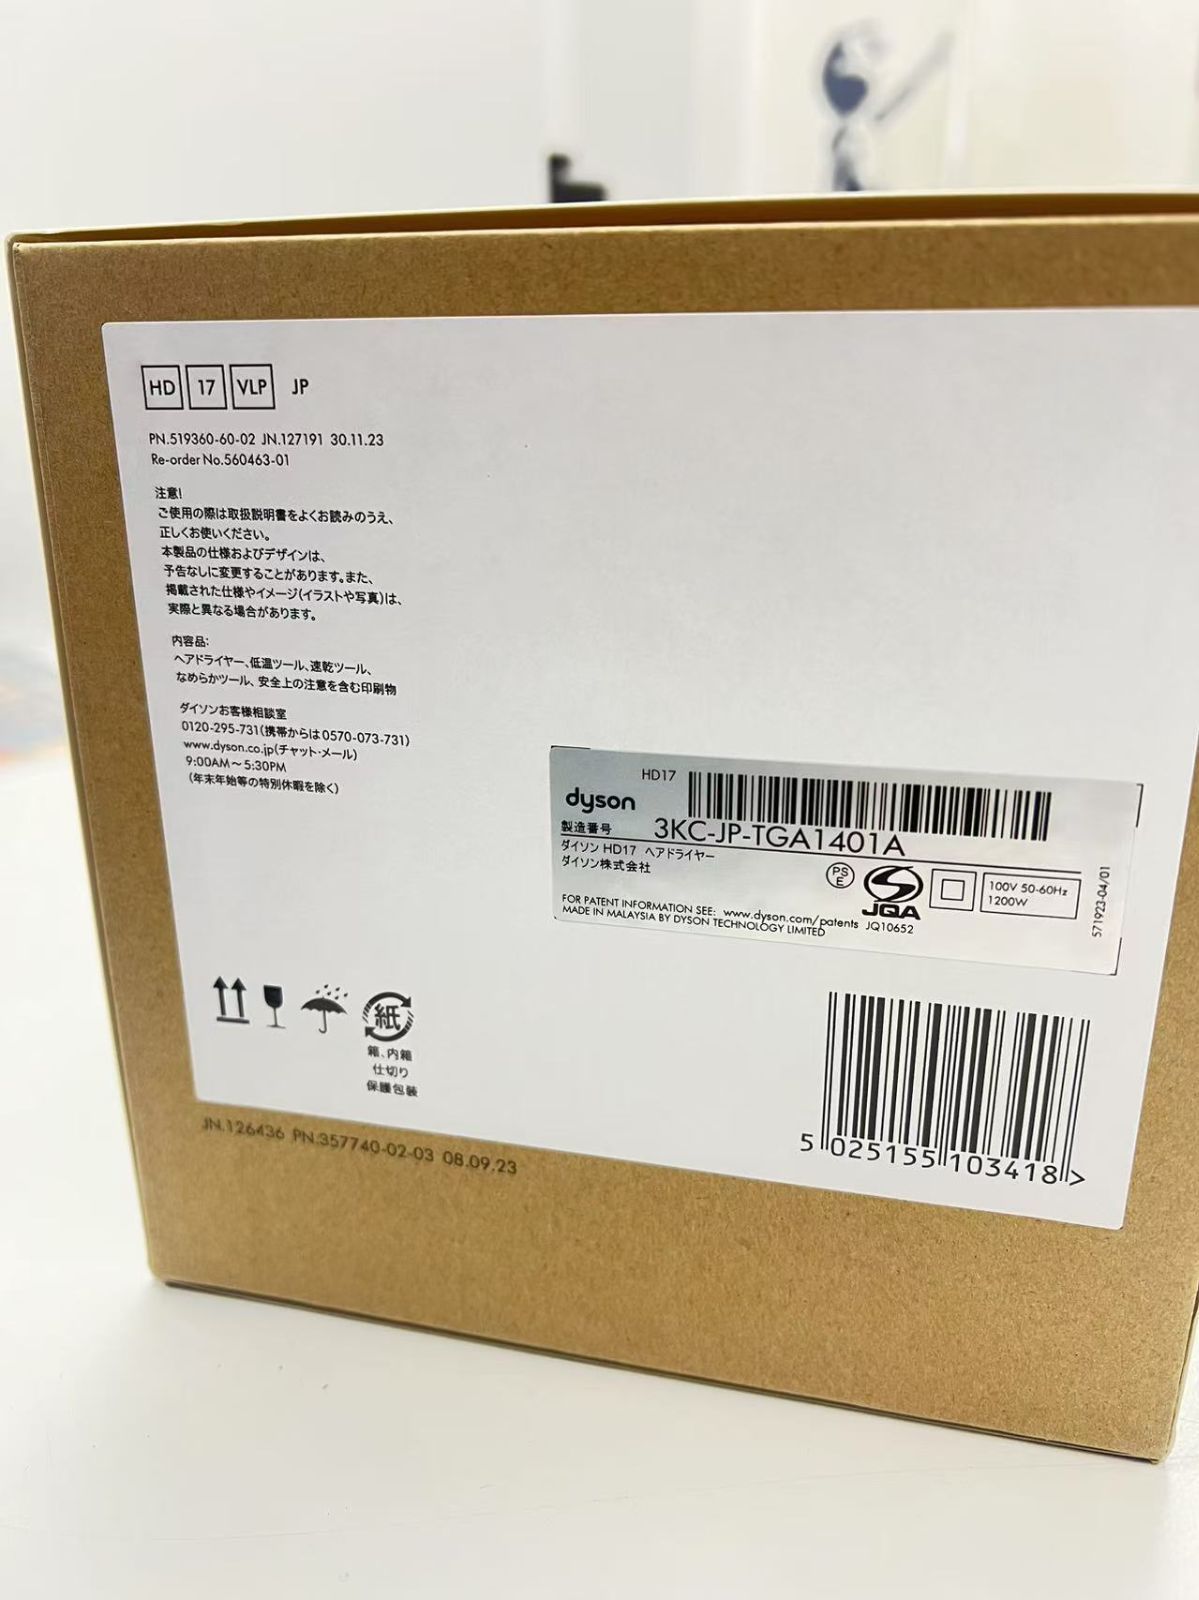 HD 17 VLP JP
PN.519360-60-02 JN.127191 30.11.23
Re-order No.560463-01
注意!
ご使用の際は取扱説明書をよくお読みのうえ、
正しくお使いください。
本製品の仕様およびデザインは、
予告なしに変更することがあります。また、
掲載された仕様やイメージ(イラストや写真)は、
実際と異なる場合があります。
内容品:
ヘアドライヤー、低温ツール、速乾ツール、
なめらかツール、安全上の注意を含む印刷物
ダイソンお客様相談室
0120-295-731(携帯からは0570-073-731)
www.dyson.co.jp(チャット・メール)
9:00AM～5:30PM
(年末年始等の特別休暇を除く)
HD17
dyson
製造番号 3KC-JP-TGA1401A
ダイソン HD17 ヘアドライヤー
ダイソン株式会社
PS
E
JQA
100V 50-60Hz
1200W
FOR PATENT INFORMATION SEE: www.dyson.com/patents JQ10652
MADE IN MALAYSIA BY DYSON TECHNOLOGY LIMITED
571923-04/01
紙
箱、内箱
仕切り
保護包装
5 025155 103418 >
JN.126436 PN.357740-02-03 08.09.23